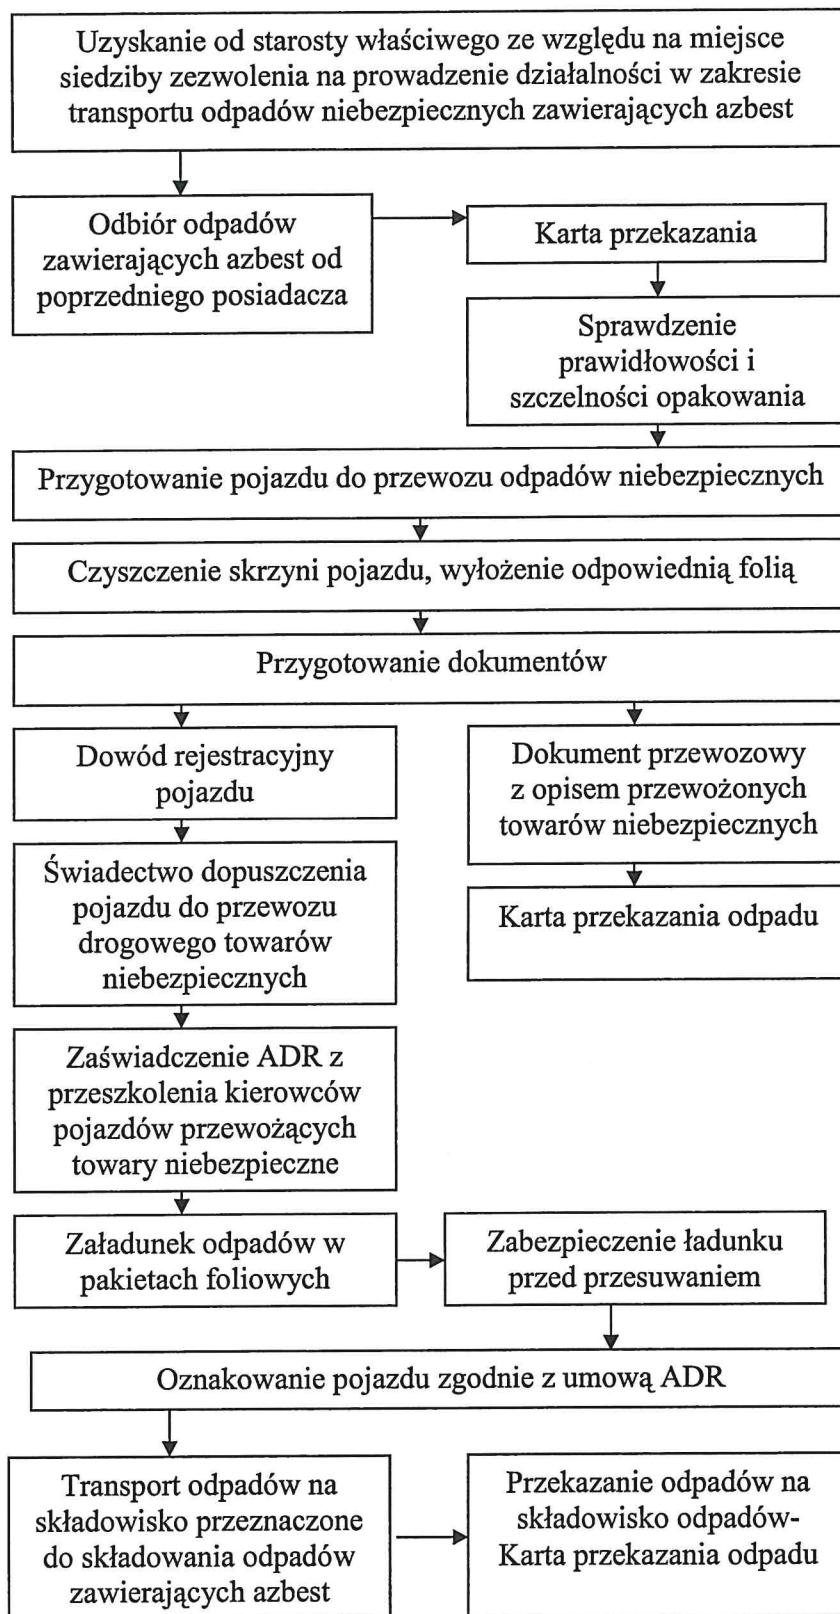 Uzyskanie od starosty właściwego ze względu na miejsce
siedziby zezwolenia na prowadzenie działalności w zakresie
transportu odpadów niebezpiecznych zawierających azbest
Odbiór odpadów
zawierających azbest od
poprzedniego posiadacza
Karta przekazania
Sprawdzenie
prawidłowości i
szczelności opakowania
Przygotowanie pojazdu do przewozu odpadów niebezpiecznych
Czyszczenie skrzyni pojazdu, wyłożenie odpowiednią folią
Przygotowanie dokumentów
Dowód rejestracyjny
pojazdu
Świadectwo dopuszczenia
pojazdu do przewozu
drogowego towarów
niebezpiecznych
Zaświadczenie ADR z
przeszkolenia kierowców
pojazdów przewożących
towary niebezpieczne
Dokument przewozowy
z opisem przewożonych
towarów niebezpiecznych
Karta przekazania odpadu
Załadunek odpadów w
pakietach foliowych
Zabezpieczenie ładunku
przed przesuwaniem
Oznakowanie pojazdu zgodnie z umową ADR
Transport odpadów na
składowisko przeznaczone
do składowania odpadów
zawierających azbest
Przekazanie odpadów na
składowisko odpadów-
Karta przekazania odpadu